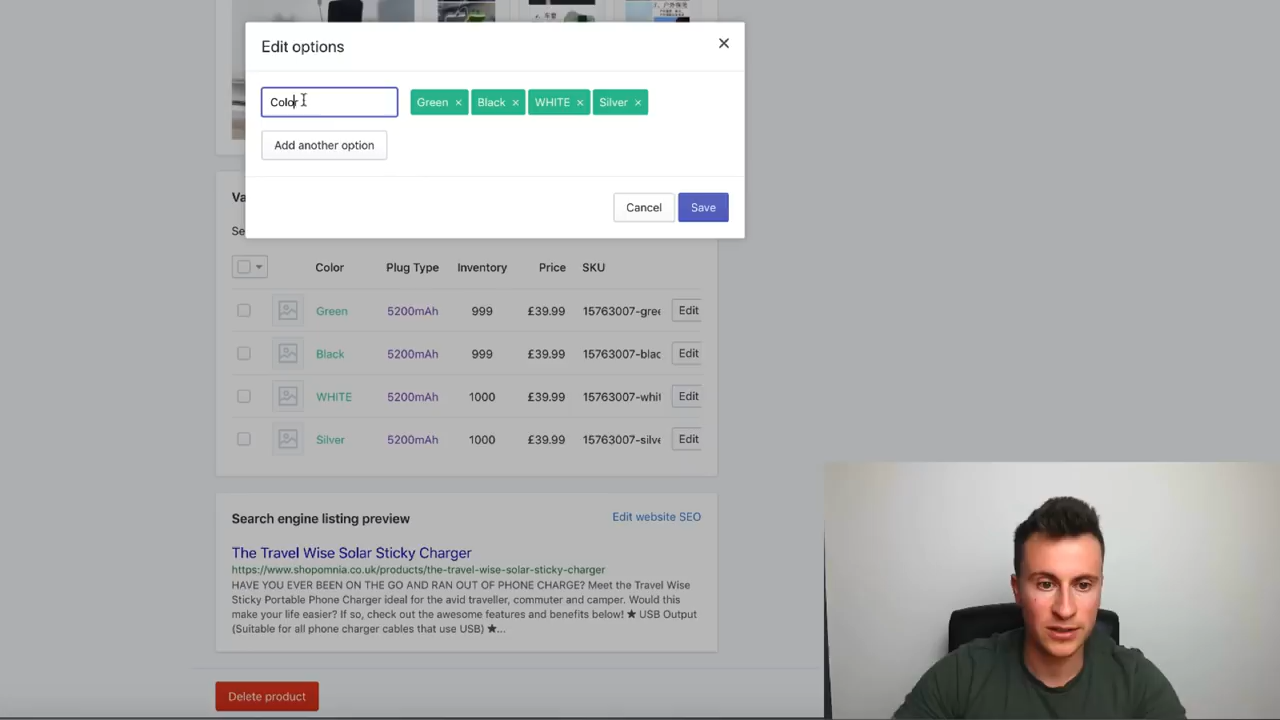 Edit options
Color
Green
Black
WHITE
Silver
Add another option
Va
Se
Cancel
Save
Color Plug Type Inventory Price SKU
Green 5200mAh 999 £39.99 15763007-gree Edit
Black 5200mAh 999 £39.99 15763007-blac Edit
WHITE 5200mAh 1000 £39.99 15763007-whit Edit
Silver 5200mAh 1000 £39.99 15763007-silve Edit
Search engine listing preview
Edit website SEO
The Travel Wise Solar Sticky Charger
https://www.shopomnia.co.uk/products/the-travel-wise-solar-sticky-charger
HAVE YOU EVER BEEN ON THE GO AND RAN OUT OF PHONE CHARGE? Meet the Travel Wise
Sticky Portable Phone Charger ideal for the avid traveller, commuter and camper. Would this
make your life easier? If so, check out the awesome features and benefits below! ★ USB Output
(Suitable for all phone charger cables that use USB) ★...
Delete product